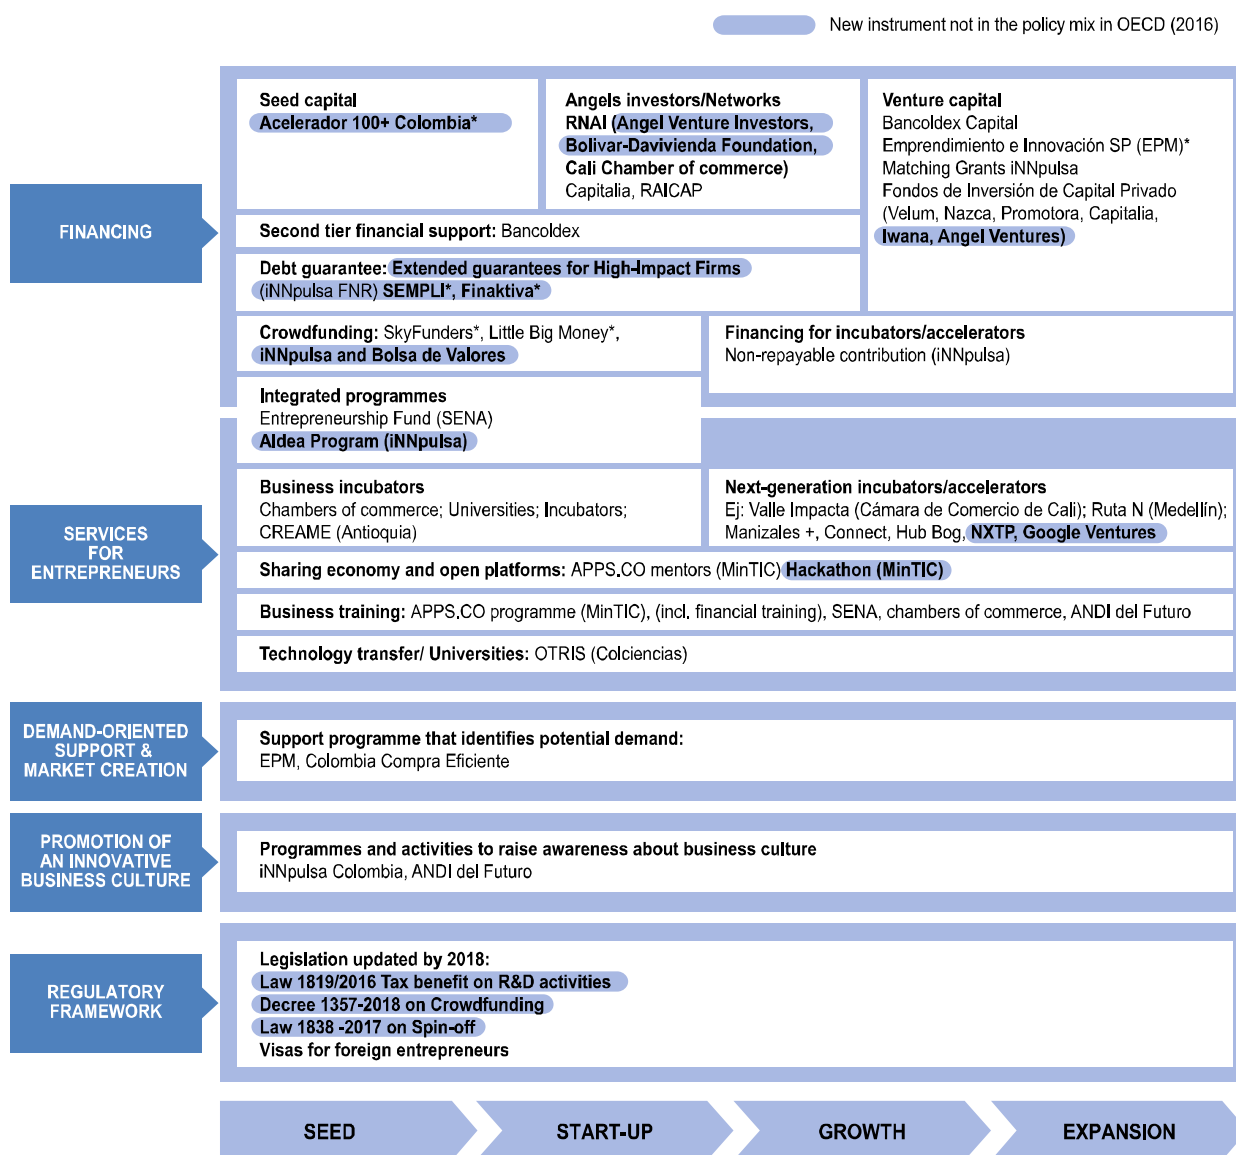 New instrument not in the policy mix in OECD (2016)
FINANCING
Seed capital
Acelerador 100+ Colombia*
Angels investors/Networks
RNAI (Angel Venture Investors,
Bolivar-Davivienda Foundation,
Cali Chamber of commerce)
Capitalia, RAICAP
Venture capital
Bancoldex Capital
Emprendimiento e Innovación SP (EPM)*
Matching Grants iNNpulsa
Fondos de Inversión de Capital Privado
(Velum, Nazca, Promotora, Capitalia,
Iwana, Angel Ventures)
Second tier financial support: Bancoldex
Debt guarantee: Extended guarantees for High-Impact Firms
(iNNpulsa FNR) SEMPLI*, Finaktiva*
Crowdfunding: SkyFunders*, Little Big Money*,
iNNpulsa and Bolsa de Valores
Financing for incubators/accelerators
Non-repayable contribution (iNNpulsa)
Integrated programmes
Entrepreneurship Fund (SENA)
Aldea Program (iNNpulsa)
SERVICES
FOR
ENTREPRENEURS
Business incubators
Chambers of commerce; Universities; Incubators;
CREAME (Antioquia)
Next-generation incubators/accelerators
Ej: Valle Impacta (Cámara de Comercio de Cali); Ruta N (Medellín);
Manizales +, Connect, Hub Bog, NXTP, Google Ventures
Sharing economy and open platforms: APPS.CO mentors (MinTIC) Hackathon (MinTIC)
Business training: APPS.CO programme (MinTIC), (incl. financial training), SENA, chambers of commerce, ANDI del Futuro
Technology transfer/ Universities: OTRIS (Colciencias)
DEMAND-ORIENTED
SUPPORT &
MARKET CREATION
Support programme that identifies potential demand:
EPM, Colombia Compra Eficiente
PROMOTION OF
AN INNOVATIVE
BUSINESS CULTURE
Programmes and activities to raise awareness about business culture
iNNpulsa Colombia, ANDI del Futuro
REGULATORY
FRAMEWORK
Legislation updated by 2018:
Law 1819/2016 Tax benefit on R&D activities
Decree 1357-2018 on Crowdfunding
Law 1838 -2017 on Spin-off
Visas for foreign entrepreneurs
SEED
START-UP
GROWTH
EXPANSION